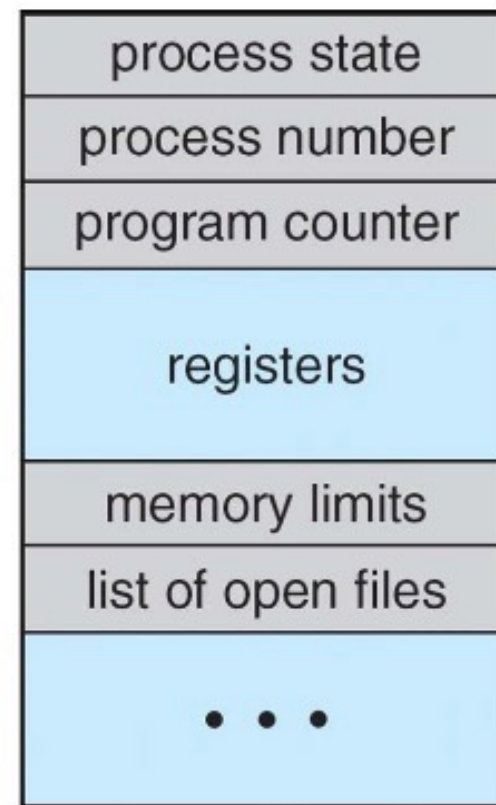 process state
process number
program counter
registers
memory limits
list of open files
• • •